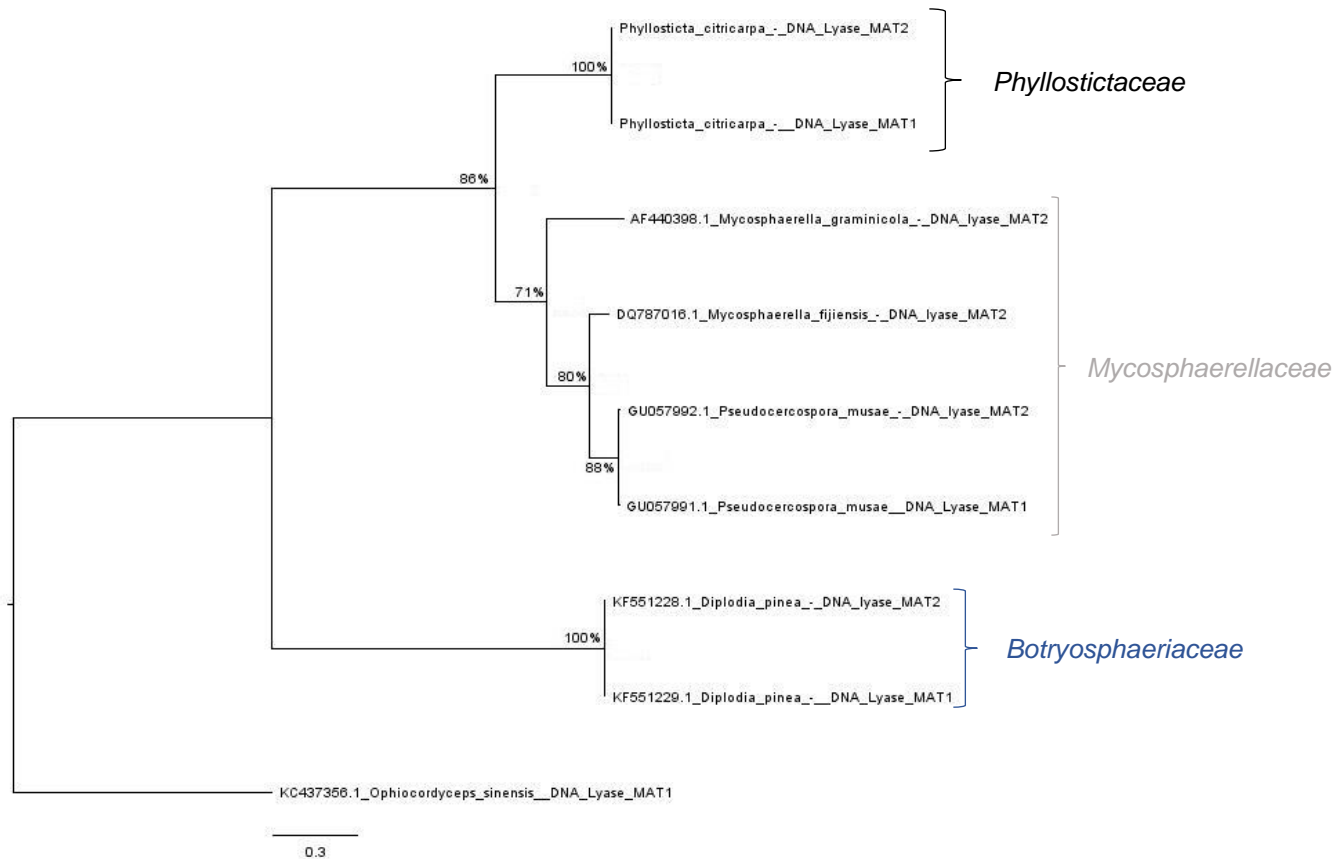 Phyllosticta_citricarpa_-_DNA_Lyase_MAT2
100%
Phyllostictaceae
Phyllosticta_citricarpa_-__DNA_Lyase_MAT1
86%
AF440398.1_Mycosphaerella_graminicola_-_DNA_lyase_MAT2
71%
DQ787016.1_Mycosphaerella_fijiensis_-_DNA_lyase_MAT2
Mycosphaerellaceae
80%
GU057992.1_Pseudocercospora_musae_-_DNA_lyase_MAT2
88%
GU057991.1_Pseudocercospora_musae__DNA_Lyase_MAT1
KF551228.1_Diplodia_pinea_-_DNA_lyase_MAT2
100%
Botryosphaeriaceae
KF551229.1_Diplodia_pinea_-__DNA_Lyase_MAT1
KC437356.1_Ophiocordyceps_sinensis__DNA_Lyase_MAT1
0.3